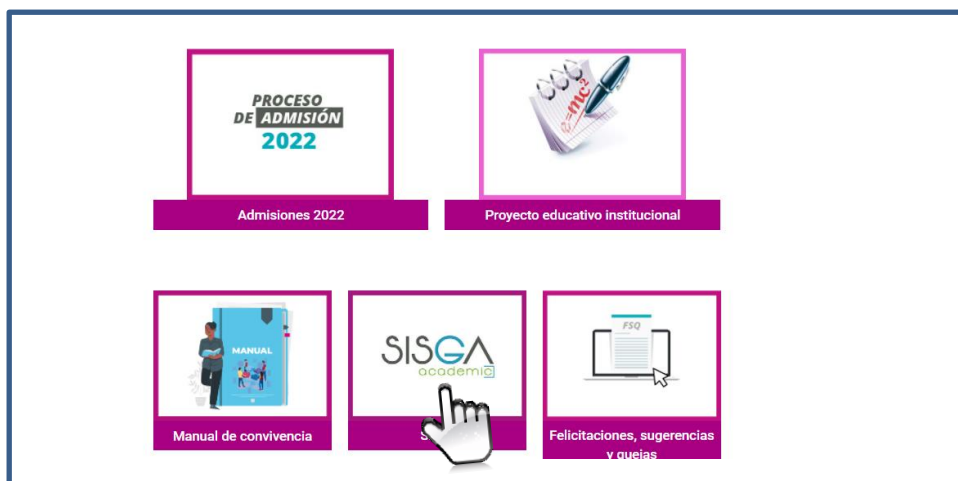 PROCESO
DE ADMISIÓN
2022
e=mc²
Admisiones 2022
Proyecto educativo institucional
MANUAL
SISGA
academic
FSQ
Manual de convivencia
Felicitaciones, sugerencias
y quejas